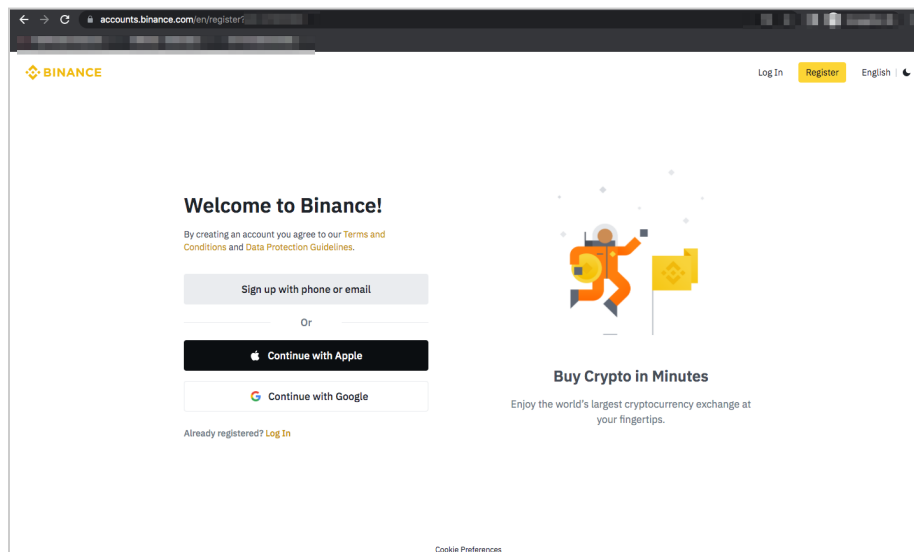 accounts.binance.com/en/register?
BINANCE
Log In
Register
English
Welcome to Binance!
By creating an account you agree to our Terms and
Conditions and Data Protection Guidelines.
Sign up with phone or email
Or
Continue with Apple
Continue with Google
Already registered? Log In
Buy Crypto in Minutes
Enjoy the world's largest cryptocurrency exchange at
your fingertips.
Cookie Preferences